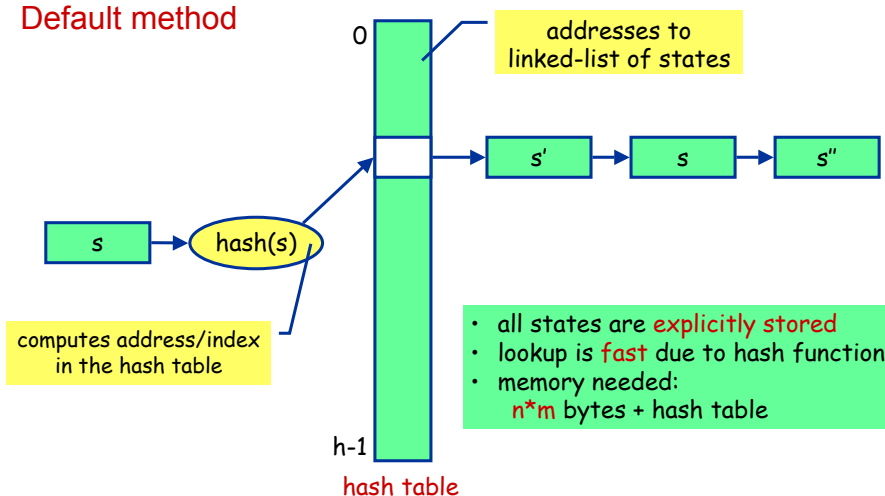 Default method
0
addresses to
linked-list of states
s'
s
s''
s
hash(s)
computes address/index
in the hash table
• all states are explicitly stored
• lookup is fast due to hash function
• memory needed:
n*m bytes + hash table
h-1
hash table